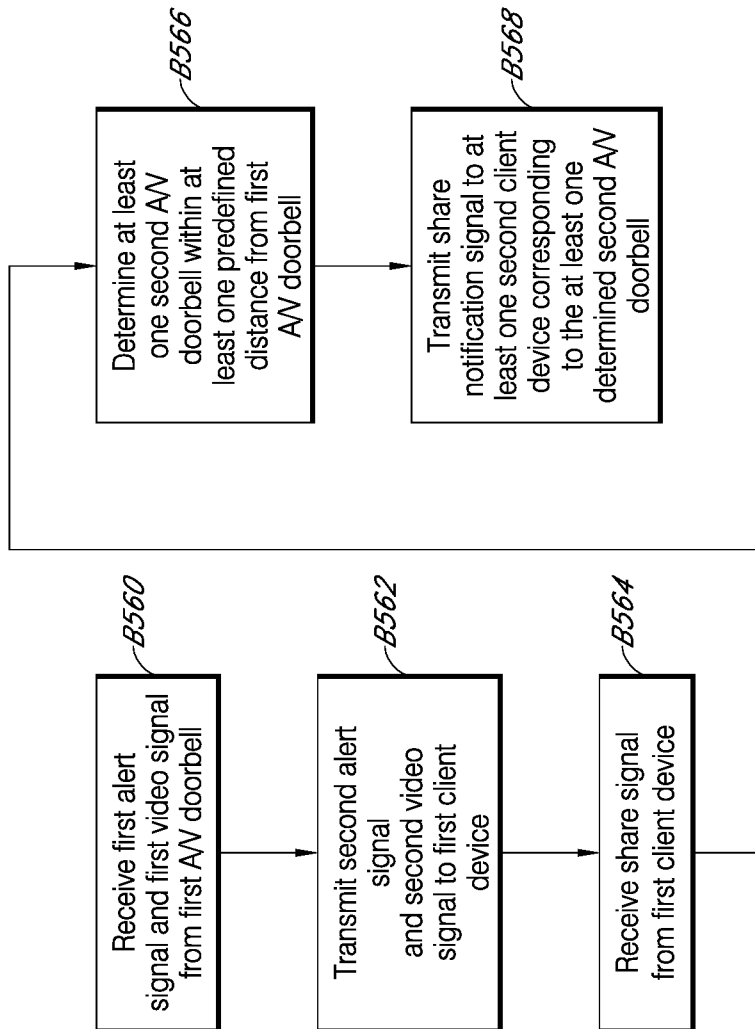 B560
Receive first alert
signal and first video signal
from first A/V doorbell
B562
Transmit second alert
signal
and second video
signal to first client
device
B564
Receive share signal
from first client device
B566
Determine at least
one second A/V
doorbell within at
least one predefined
distance from first
A/V doorbell
B568
Transmit share
notification signal to at
least one second client
device corresponding
to the at least one
determined second A/V
doorbell